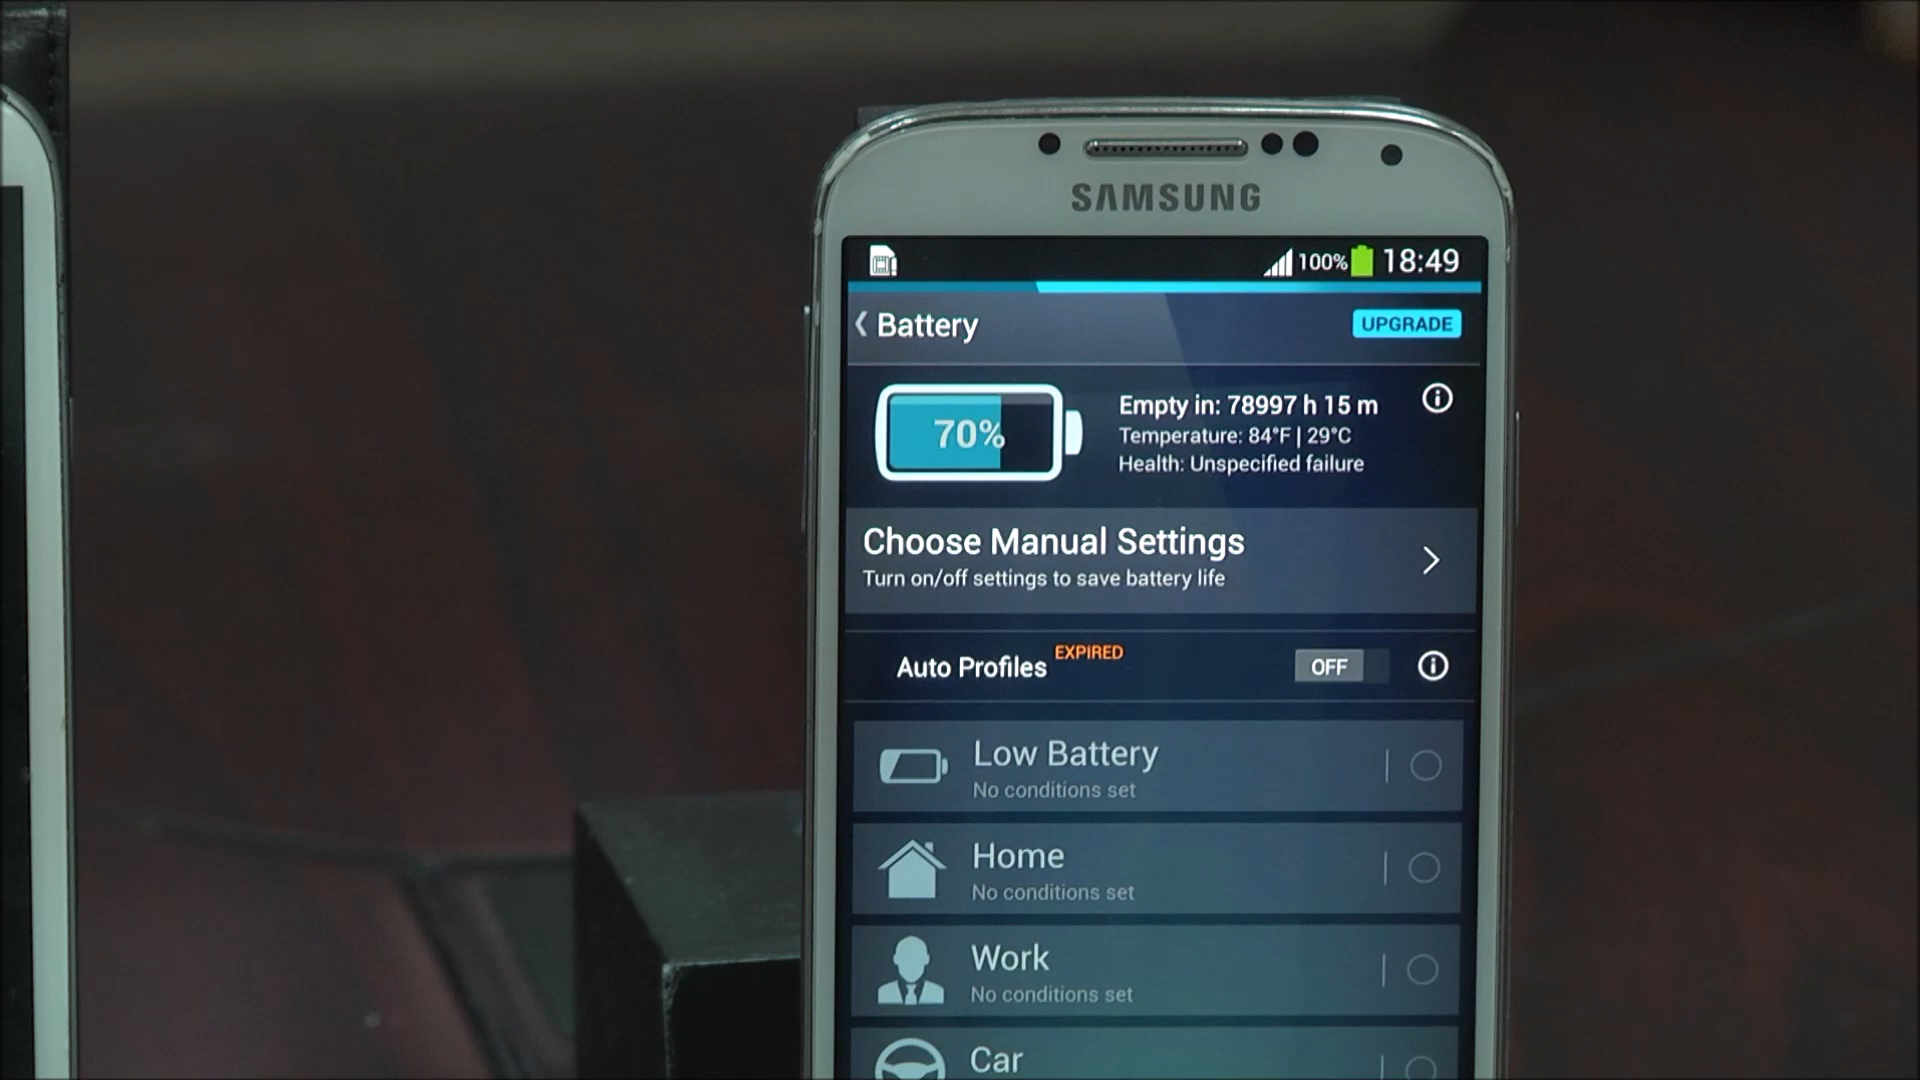 SAMSUNG
100% 18:49
Battery UPGRADE
70%
Empty in: 78997 h 15 m
Temperature: 84°F | 29°C
Health: Unspecified failure
Choose Manual Settings
Turn on/off settings to save battery life
Auto Profiles EXPIRED OFF
Low Battery
No conditions set
Home
No conditions set
Work
No conditions set
Car